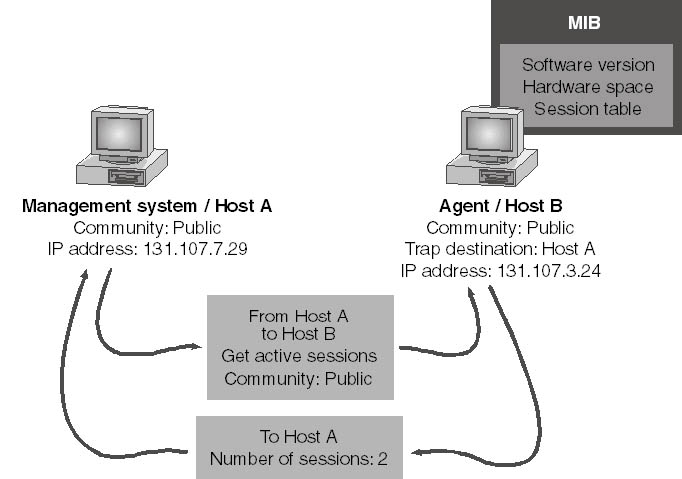 MIB
Software version
Hardware space
Session table
Management system / Host A
Community: Public
IP address: 131.107.7.29
Agent / Host B
Community: Public
Trap destination: Host A
IP address: 131.107.3.24
From Host A
to Host B
Get active sessions
Community: Public
To Host A
Number of sessions: 2